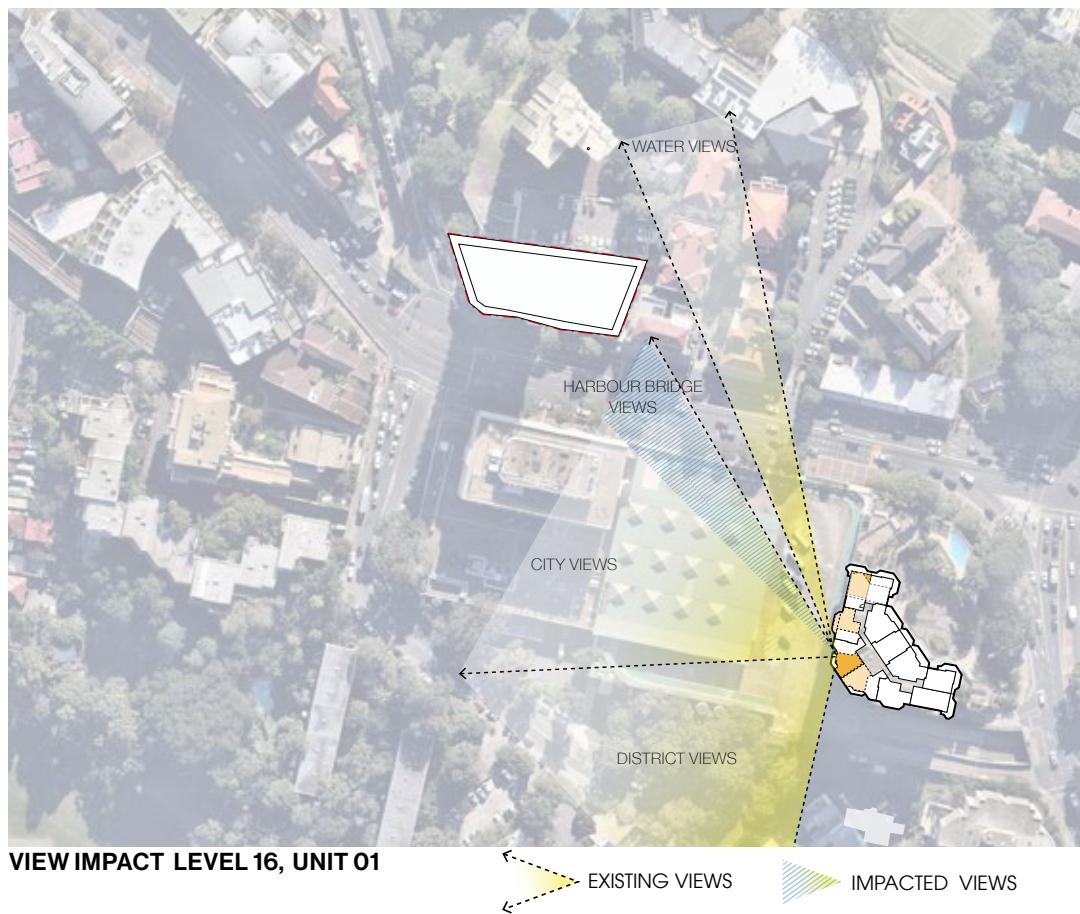 WATER VIEWS
HARBOUR BRIDGE
VIEWS
CITY VIEWS
DISTRICT VIEWS
VIEW IMPACT LEVEL 16, UNIT 01
EXISTING VIEWS
IMPACTED VIEWS